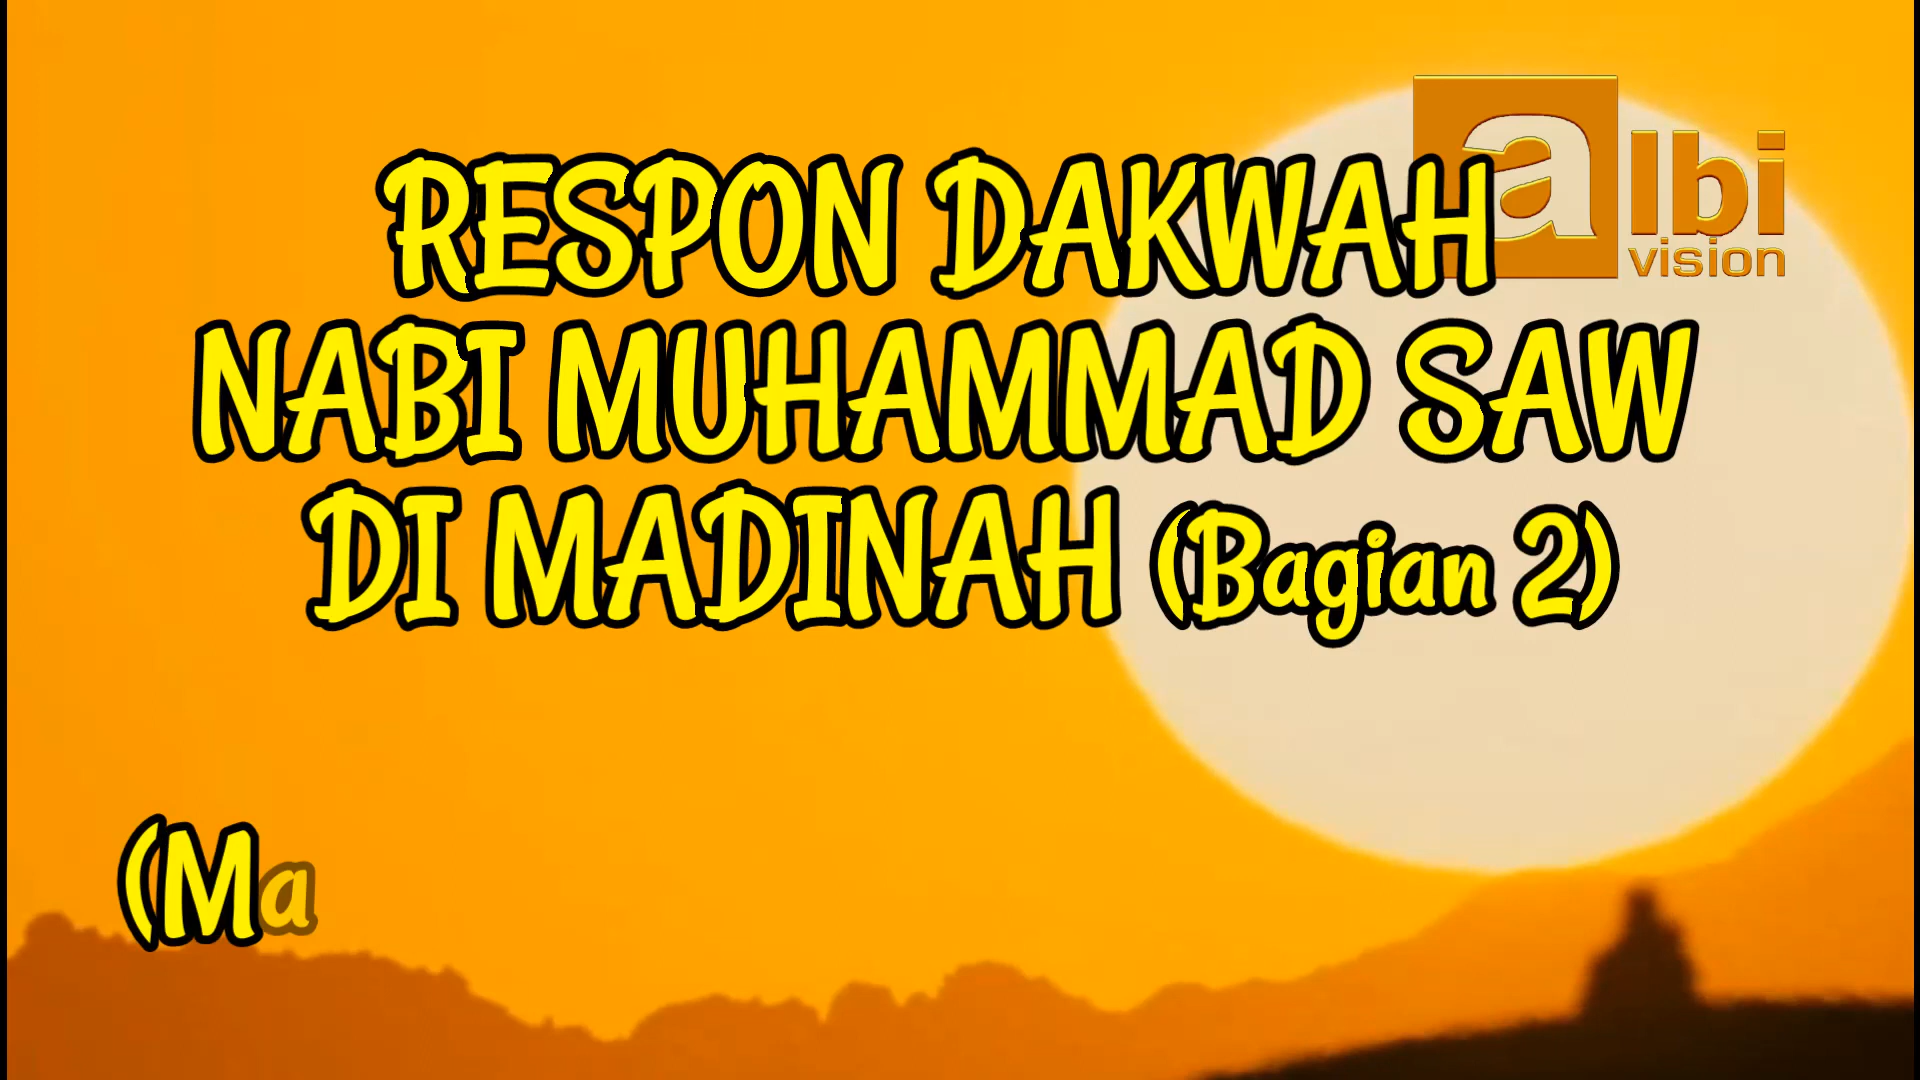 albi
vision
RESPON DAKWAH
NABI MUHAMMAD SAW
DI MADINAH (Bagian 2)
(Ma